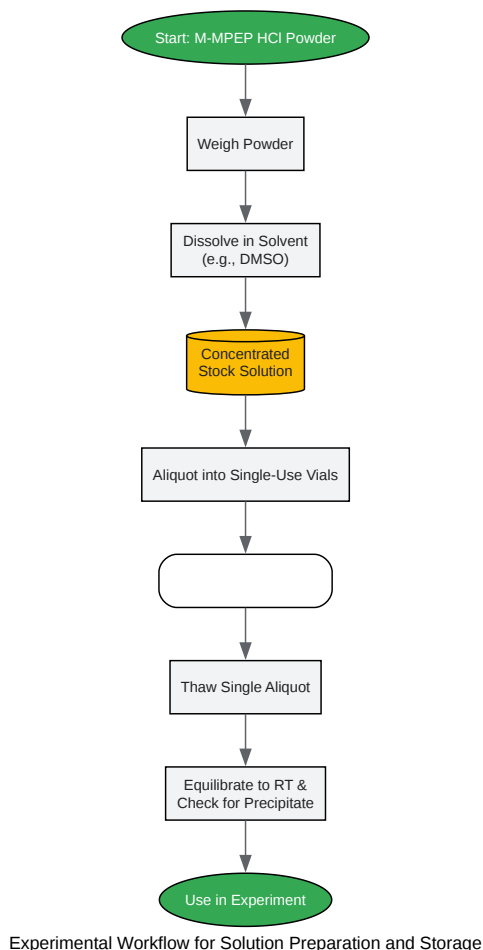 Start: M-MPEP HCl Powder
Weigh Powder
Dissolve in Solvent
(e.g., DMSO)
Concentrated
Stock Solution
Aliquot into Single-Use Vials
Thaw Single Aliquot
Equilibrate to RT &
Check for Precipitate
Use in Experiment
Experimental Workflow for Solution Preparation and Storage